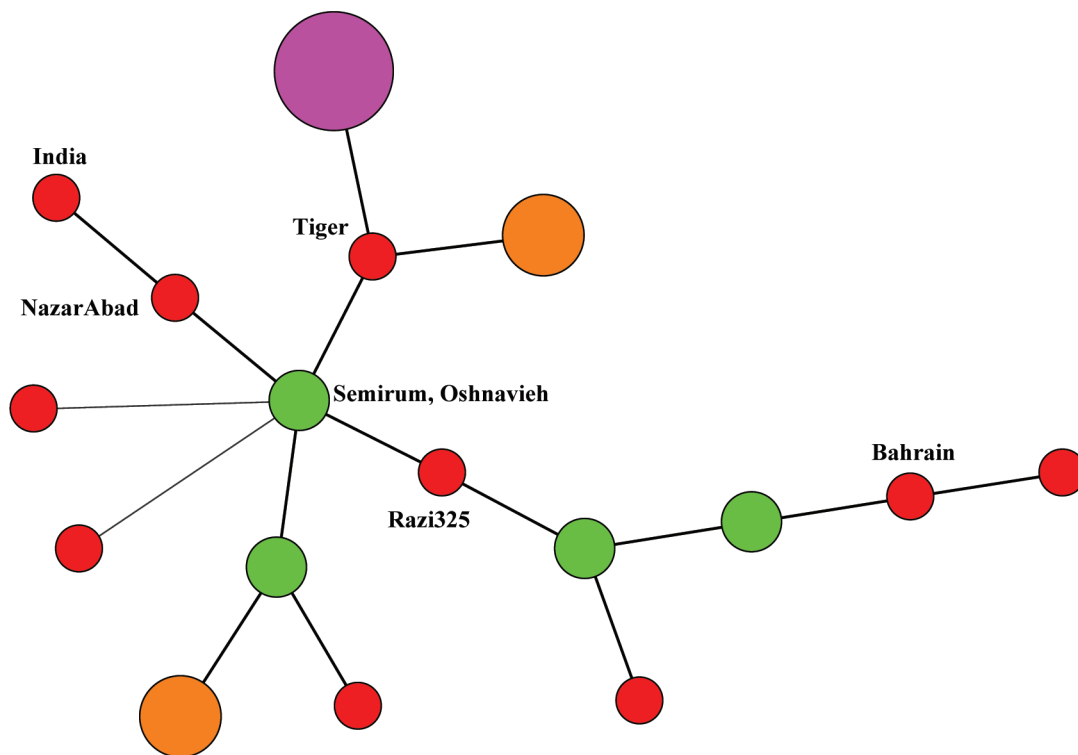 India
Tiger
NazarAbad
Semirum, Oshnavieh
Bahrain
Razi325